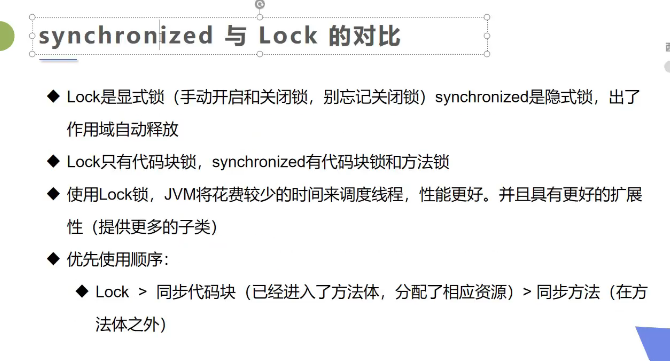 synchronized 与 Lock 的对比
◆ Lock是显式锁（手动开启和关闭锁，别忘记关闭锁）synchronized是隐式锁，出了
作用域自动释放
◆ Lock只有代码块锁，synchronized有代码块锁和方法锁
◆ 使用Lock锁，JVM将花费较少的时间来调度线程，性能更好。并且具有更好的扩展
性（提供更多的子类）
◆ 优先使用顺序：
◆ Lock > 同步代码块（已经进入了方法体，分配了相应资源）> 同步方法（在方
法体之外）